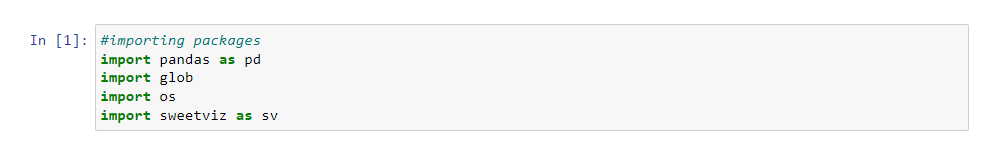 In [1]: #importing packages
import pandas as pd
import glob
import os
import sweetviz as sv